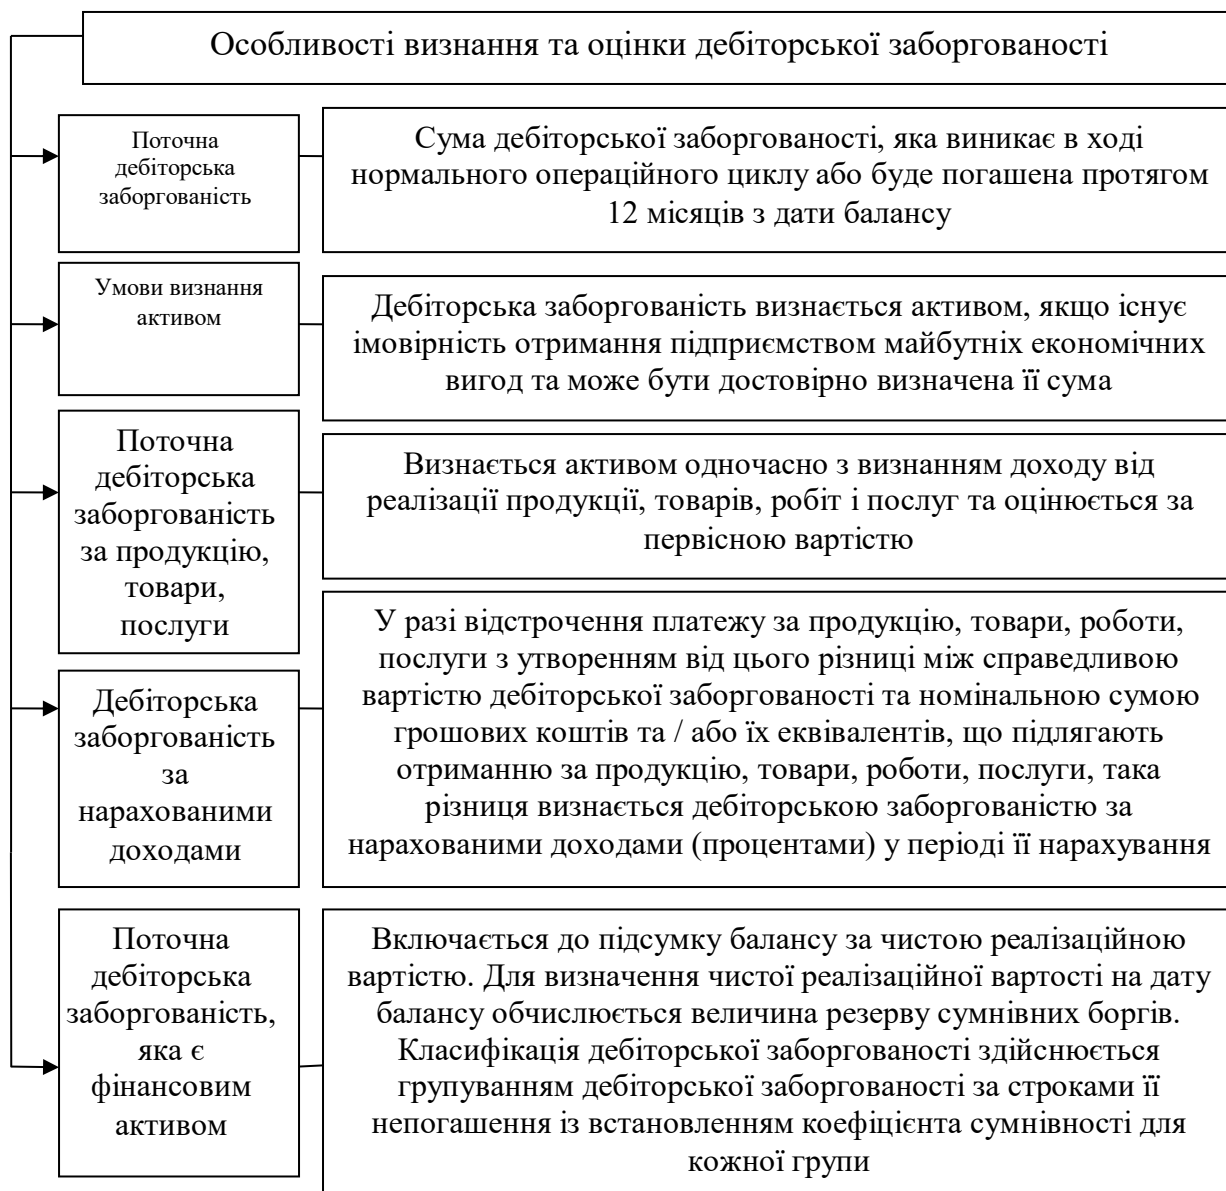 Особливості визнання та оцінки дебіторської заборгованості
Поточна
дебіторська
заборгованість
Сума дебіторської заборгованості, яка виникає в ході
нормального операційного циклу або буде погашена протягом
12 місяців з дати балансу
Умови визнання
активом
Дебіторська заборгованість визнається активом, якщо існує
імовірність отримання підприємством майбутніх економічних
вигод та може бути достовірно визначена її сума
Поточна
дебіторська
заборгованість
за продукцію,
товари,
послуги
Визнається активом одночасно з визнанням доходу від
реалізації продукції, товарів, робіт і послуг та оцінюється за
первісною вартістю
Дебіторська
заборгованість
за
нарахованими
доходами
У разі відстрочення платежу за продукцію, товари, роботи,
послуги з утворенням від цього різниці між справедливою
вартістю дебіторської заборгованості та номінальною сумою
грошових коштів та / або їх еквівалентів, що підлягають
отриманню за продукцію, товари, роботи, послуги, така
різниця визнається дебіторською заборгованістю за
нарахованими доходами (процентами) у періоді її нарахування
Поточна
дебіторська
заборгованість,
яка є
фінансовим
активом
Включається до підсумку балансу за чистою реалізаційною
вартістю. Для визначення чистої реалізаційної вартості на дату
балансу обчислюється величина резерву сумнівних боргів.
Класифікація дебіторської заборгованості здійснюється
групуванням дебіторської заборгованості за строками її
непогашення із встановленням коефіцієнта сумнівності для
кожної групи